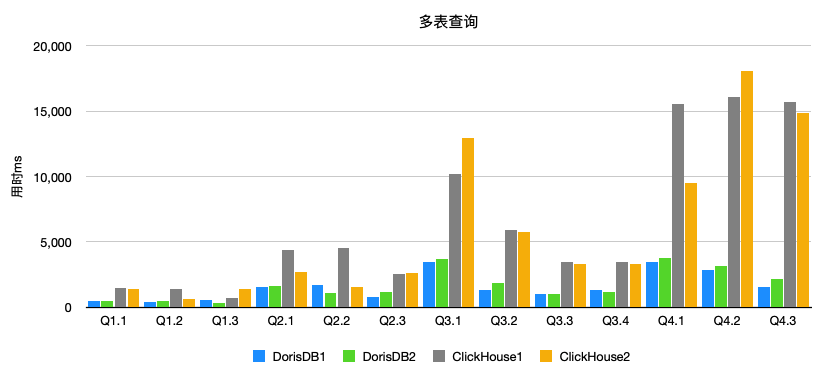 多表查询
20,000
15,000
10,000
5,000
0
用时ms
Q1.1 Q1.2 Q1.3 Q2.1 Q2.2 Q2.3 Q3.1 Q3.2 Q3.3 Q3.4 Q4.1 Q4.2 Q4.3
DorisDB1 DorisDB2 ClickHouse1 ClickHouse2